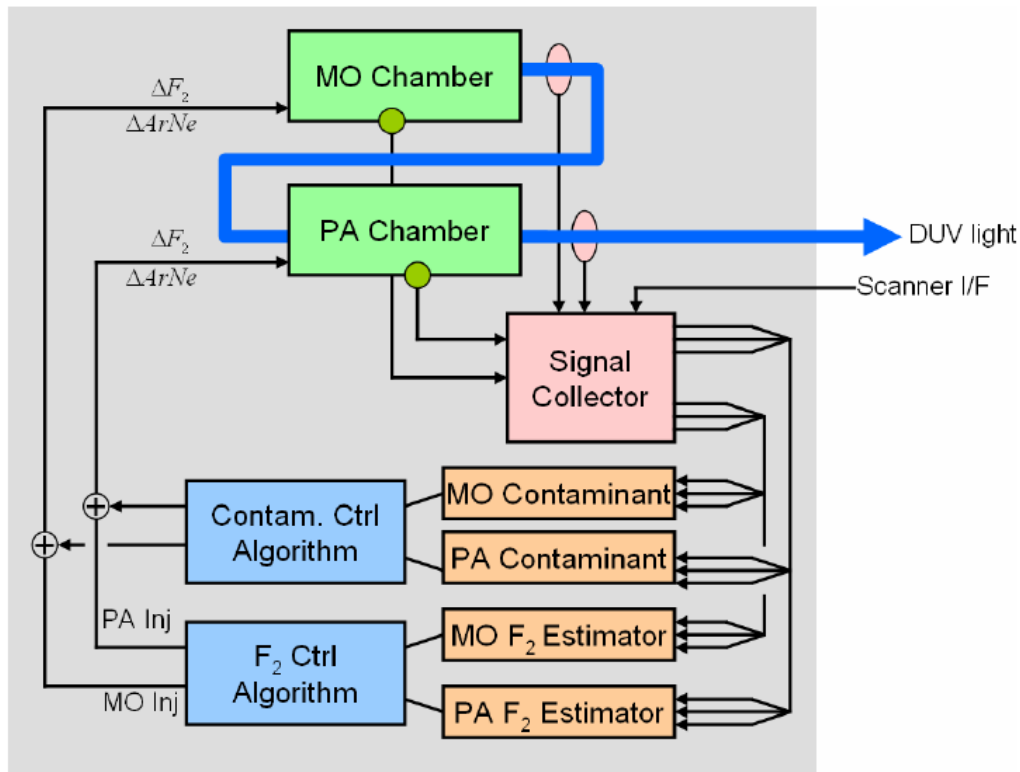 MO Chamber
ΔF₂
ΔArNe
PA Chamber
ΔF₂
ΔArNe
DUV light
Scanner I/F
Signal
Collector
MO Contaminant
Contam. Ctrl
Algorithm
PA Contaminant
PA Inj
MO F₂ Estimator
F₂ Ctrl
Algorithm
MO Inj
PA F₂ Estimator